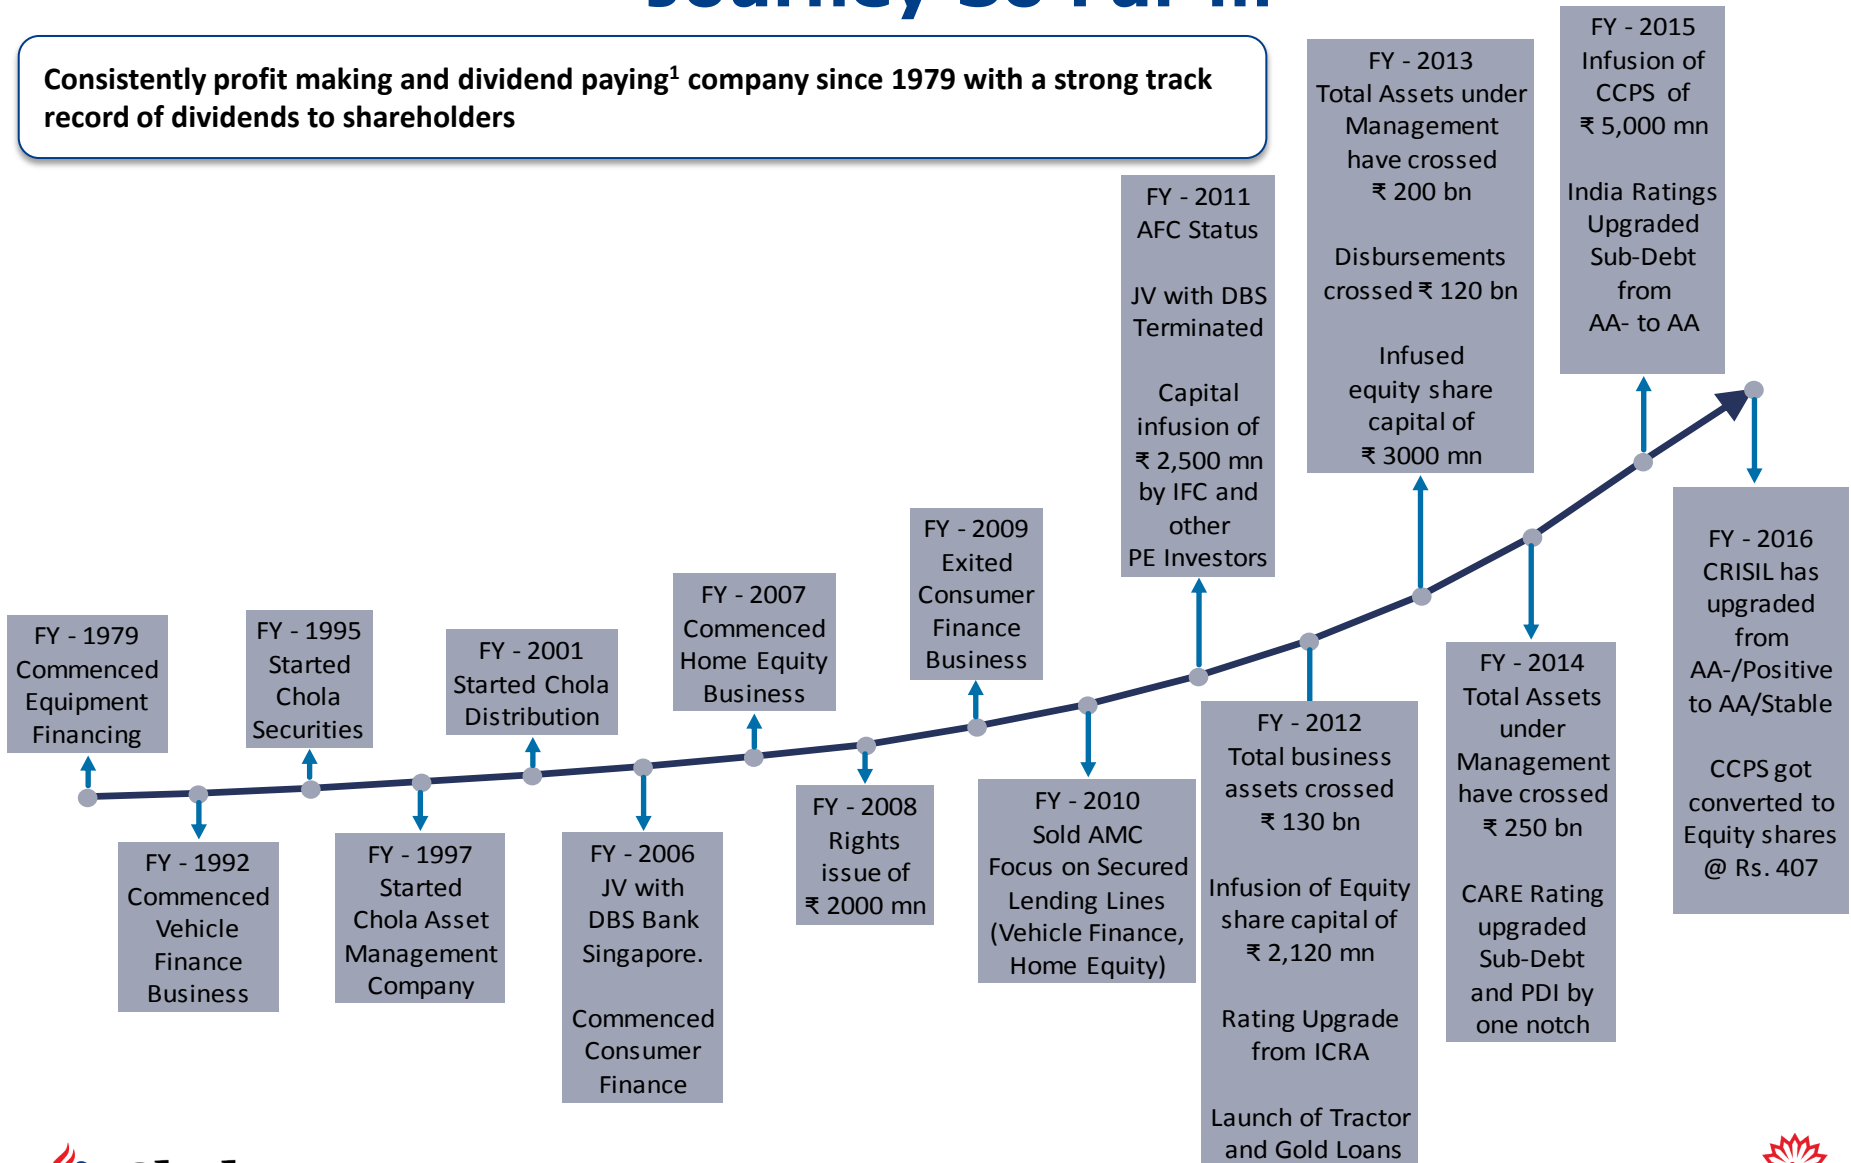 Journey So Far ...
Consistently profit making and dividend paying1 company since 1979 with a strong track
record of dividends to shareholders
FY - 1979
Commenced
Equipment
Financing
FY - 1992
Commenced
Vehicle
Finance
Business
FY - 1995
Started
Chola
Securities
FY - 1997
Started
Chola Asset
Management
Company
FY - 2001
Started Chola
Distribution
FY - 2006
JV with
DBS Bank
Singapore.
Commenced
Consumer
Finance
FY - 2007
Commenced
Home Equity
Business
FY - 2008
Rights
issue of
₹ 2000 mn
FY - 2009
Exited
Consumer
Finance
Business
FY - 2010
Sold AMC
Focus on Secured
Lending Lines
(Vehicle Finance,
Home Equity)
FY - 2011
AFC Status
JV with DBS
Terminated
Capital
infusion of
₹ 2,500 mn
by IFC and
other
PE Investors
FY - 2012
Total business
assets crossed
₹ 130 bn
Infusion of Equity
share capital of
₹ 2,120 mn
Rating Upgrade
from ICRA
Launch of Tractor
and Gold Loans
FY - 2013
Total Assets under
Management
have crossed
₹ 200 bn
Disbursements
crossed ₹ 120 bn
Infused
equity share
capital of
₹ 3000 mn
FY - 2014
Total Assets
under
Management
have crossed
₹ 250 bn
CARE Rating
upgraded
Sub-Debt
and PDI by
one notch
FY - 2015
Infusion of
CCPS of
₹ 5,000 mn
India Ratings
Upgraded
Sub-Debt
from
AA- to AA
FY - 2016
CRISIL has
upgraded
from
AA-/Positive
to AA/Stable
CCPS got
converted to
Equity shares
@ Rs. 407